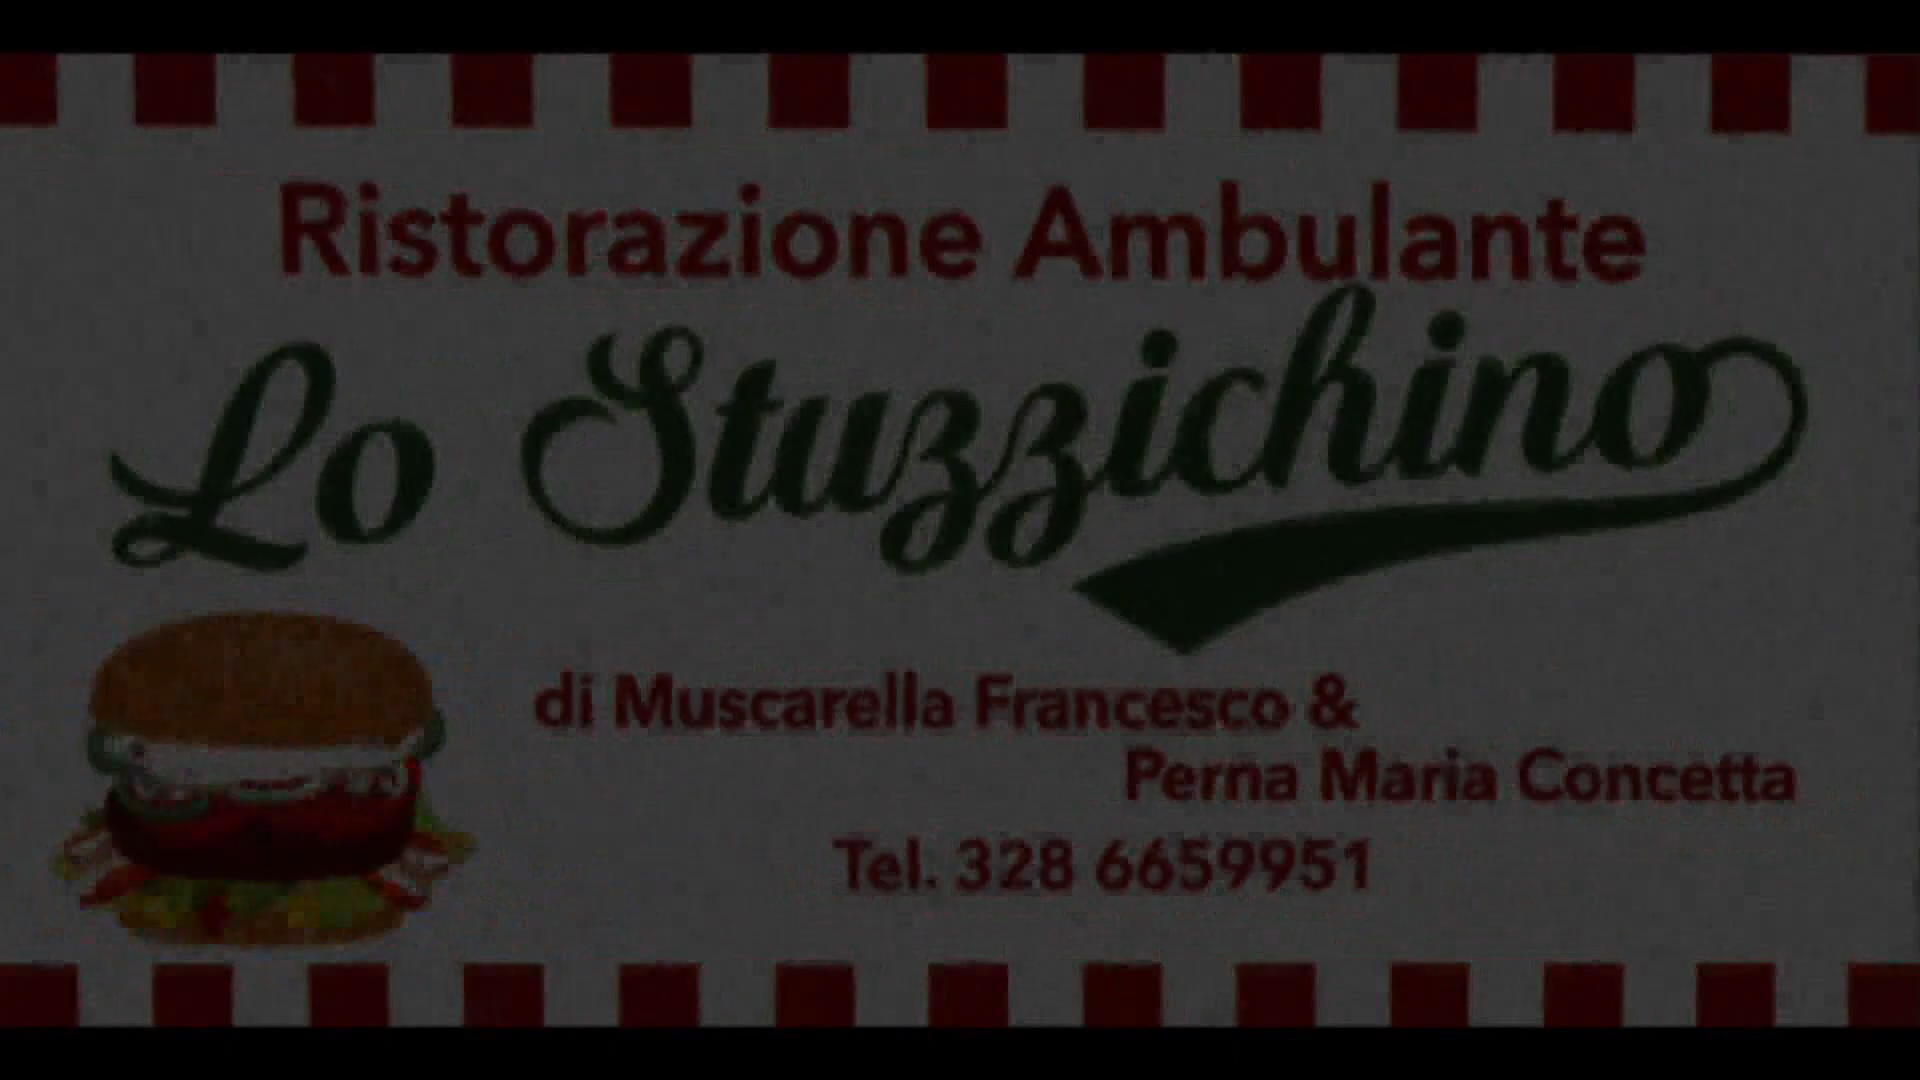 Ristorazione Ambulante
Lo Stuzzichino
di Muscarella Francesco &
Perna Maria Concetta
Tel. 328 6659951